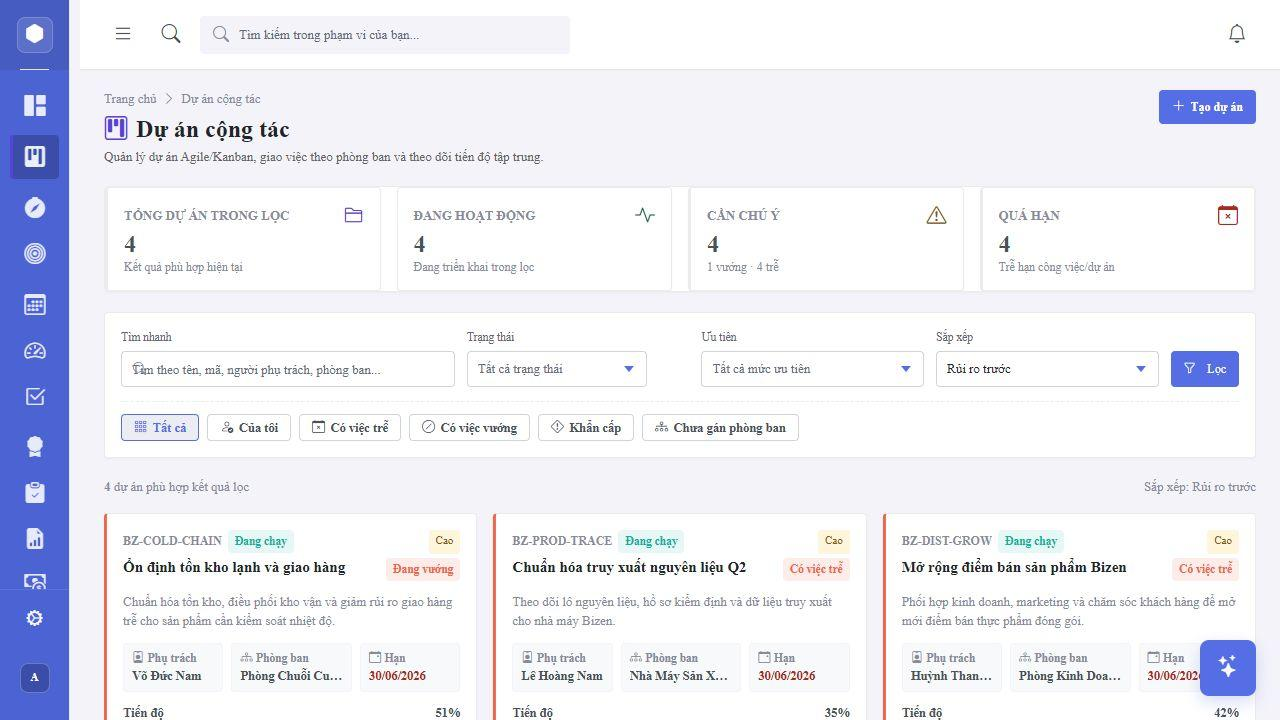 Tìm kiếm trong phạm vi của bạn...
Trang chủ > Dự án cộng tác
Tạo dự án
Dự án cộng tác
Quản lý dự án Agile/Kanban, giao việc theo phòng ban và theo dõi tiến độ tập trung.
TỔNG DỰ ÁN TRONG LỌC
4
Kết quả phù hợp hiện tại
ĐANG HOẠT ĐỘNG
4
Đang triển khai trong lọc
CẦN CHÚ Ý
4
1 vướng · 4 trễ
QUÁ HẠN
4
Trễ hạn công việc/dự án
Tìm nhanh
Trạng thái
Ưu tiên
Sắp xếp
Tìm theo tên, mã, người phụ trách, phòng ban...
Tất cả trạng thái
Tất cả mức ưu tiên
Rủi ro trước
Lọc
Tất cả
Của tôi
Có việc trễ
Có việc vướng
Khẩn cấp
Chưa gán phòng ban
4 dự án phù hợp kết quả lọc
Sắp xếp: Rủi ro trước
BZ-COLD-CHAIN Đang chạy Cao
Ổn định tồn kho lạnh và giao hàng Đang vướng
Chuẩn hóa tồn kho, điều phối kho vận và giảm rủi ro giao hàng
trễ cho sản phẩm cần kiểm soát nhiệt độ.
Phụ trách
Võ Đức Nam
Phòng ban
Phòng Chuỗi Cu...
Hạn
30/06/2026
Tiến độ 51%
BZ-PROD-TRACE Đang chạy Cao
Chuẩn hóa truy xuất nguyên liệu Q2 Có việc trễ
Theo dõi lô nguyên liệu, hồ sơ kiểm định và dữ liệu truy xuất
cho nhà máy Bizen.
Phụ trách
Lê Hoàng Nam
Phòng ban
Nhà Máy Sản X...
Hạn
30/06/2026
Tiến độ 35%
BZ-DIST-GROW Đang chạy Cao
Mở rộng điểm bán sản phẩm Bizen Có việc trễ
Phối hợp kinh doanh, marketing và chăm sóc khách hàng để mở
mới điểm bán thực phẩm đóng gói.
Phụ trách
Huỳnh Than...
Phòng ban
Phòng Kinh Doa...
Hạn
30/06/2026
Tiến độ 42%
A